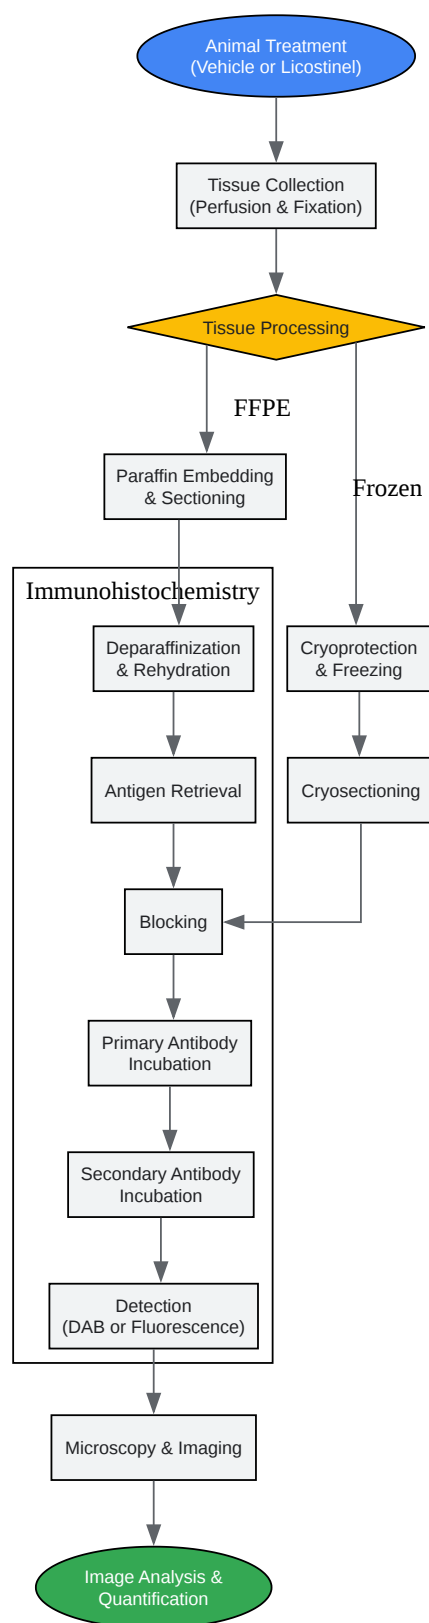 Animal Treatment
(Vehicle or Licostinel)
Tissue Collection
(Perfusion & Fixation)
Tissue Processing
FFPE
Paraffin Embedding
& Sectioning
Frozen
Immunohistochemistry
Deparaffinization
& Rehydration
Cryoprotection
& Freezing
Antigen Retrieval
Cryosectioning
Blocking
Primary Antibody
Incubation
Secondary Antibody
Incubation
Detection
(DAB or Fluorescence)
Microscopy & Imaging
Image Analysis &
Quantification